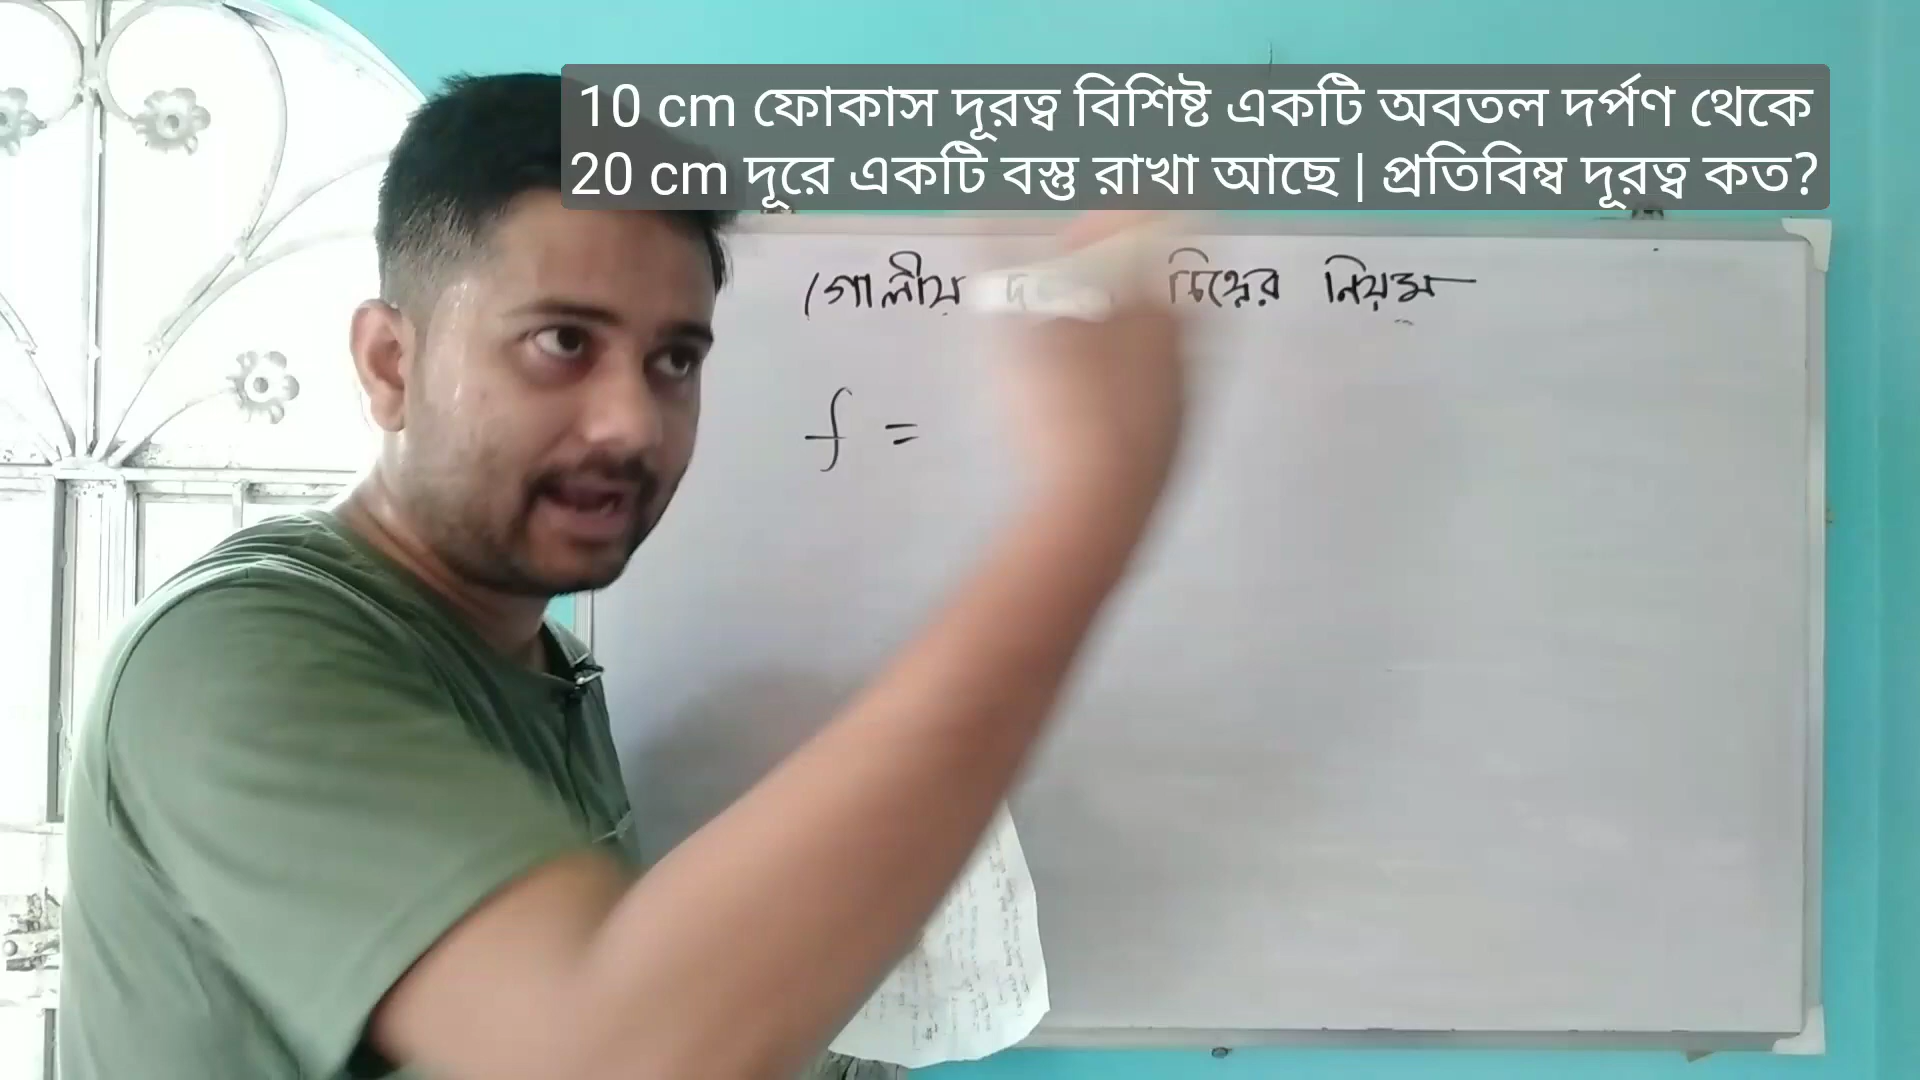 10 cm ফোকাস দূরত্ব বিশিষ্ট একটি অবতল দর্পণ থেকে
20 cm দূরে একটি বস্তু রাখা আছে | প্রতিবিম্ব দূরত্ব কত?
গোলীয় চিহ্নের নিয়ম
f =